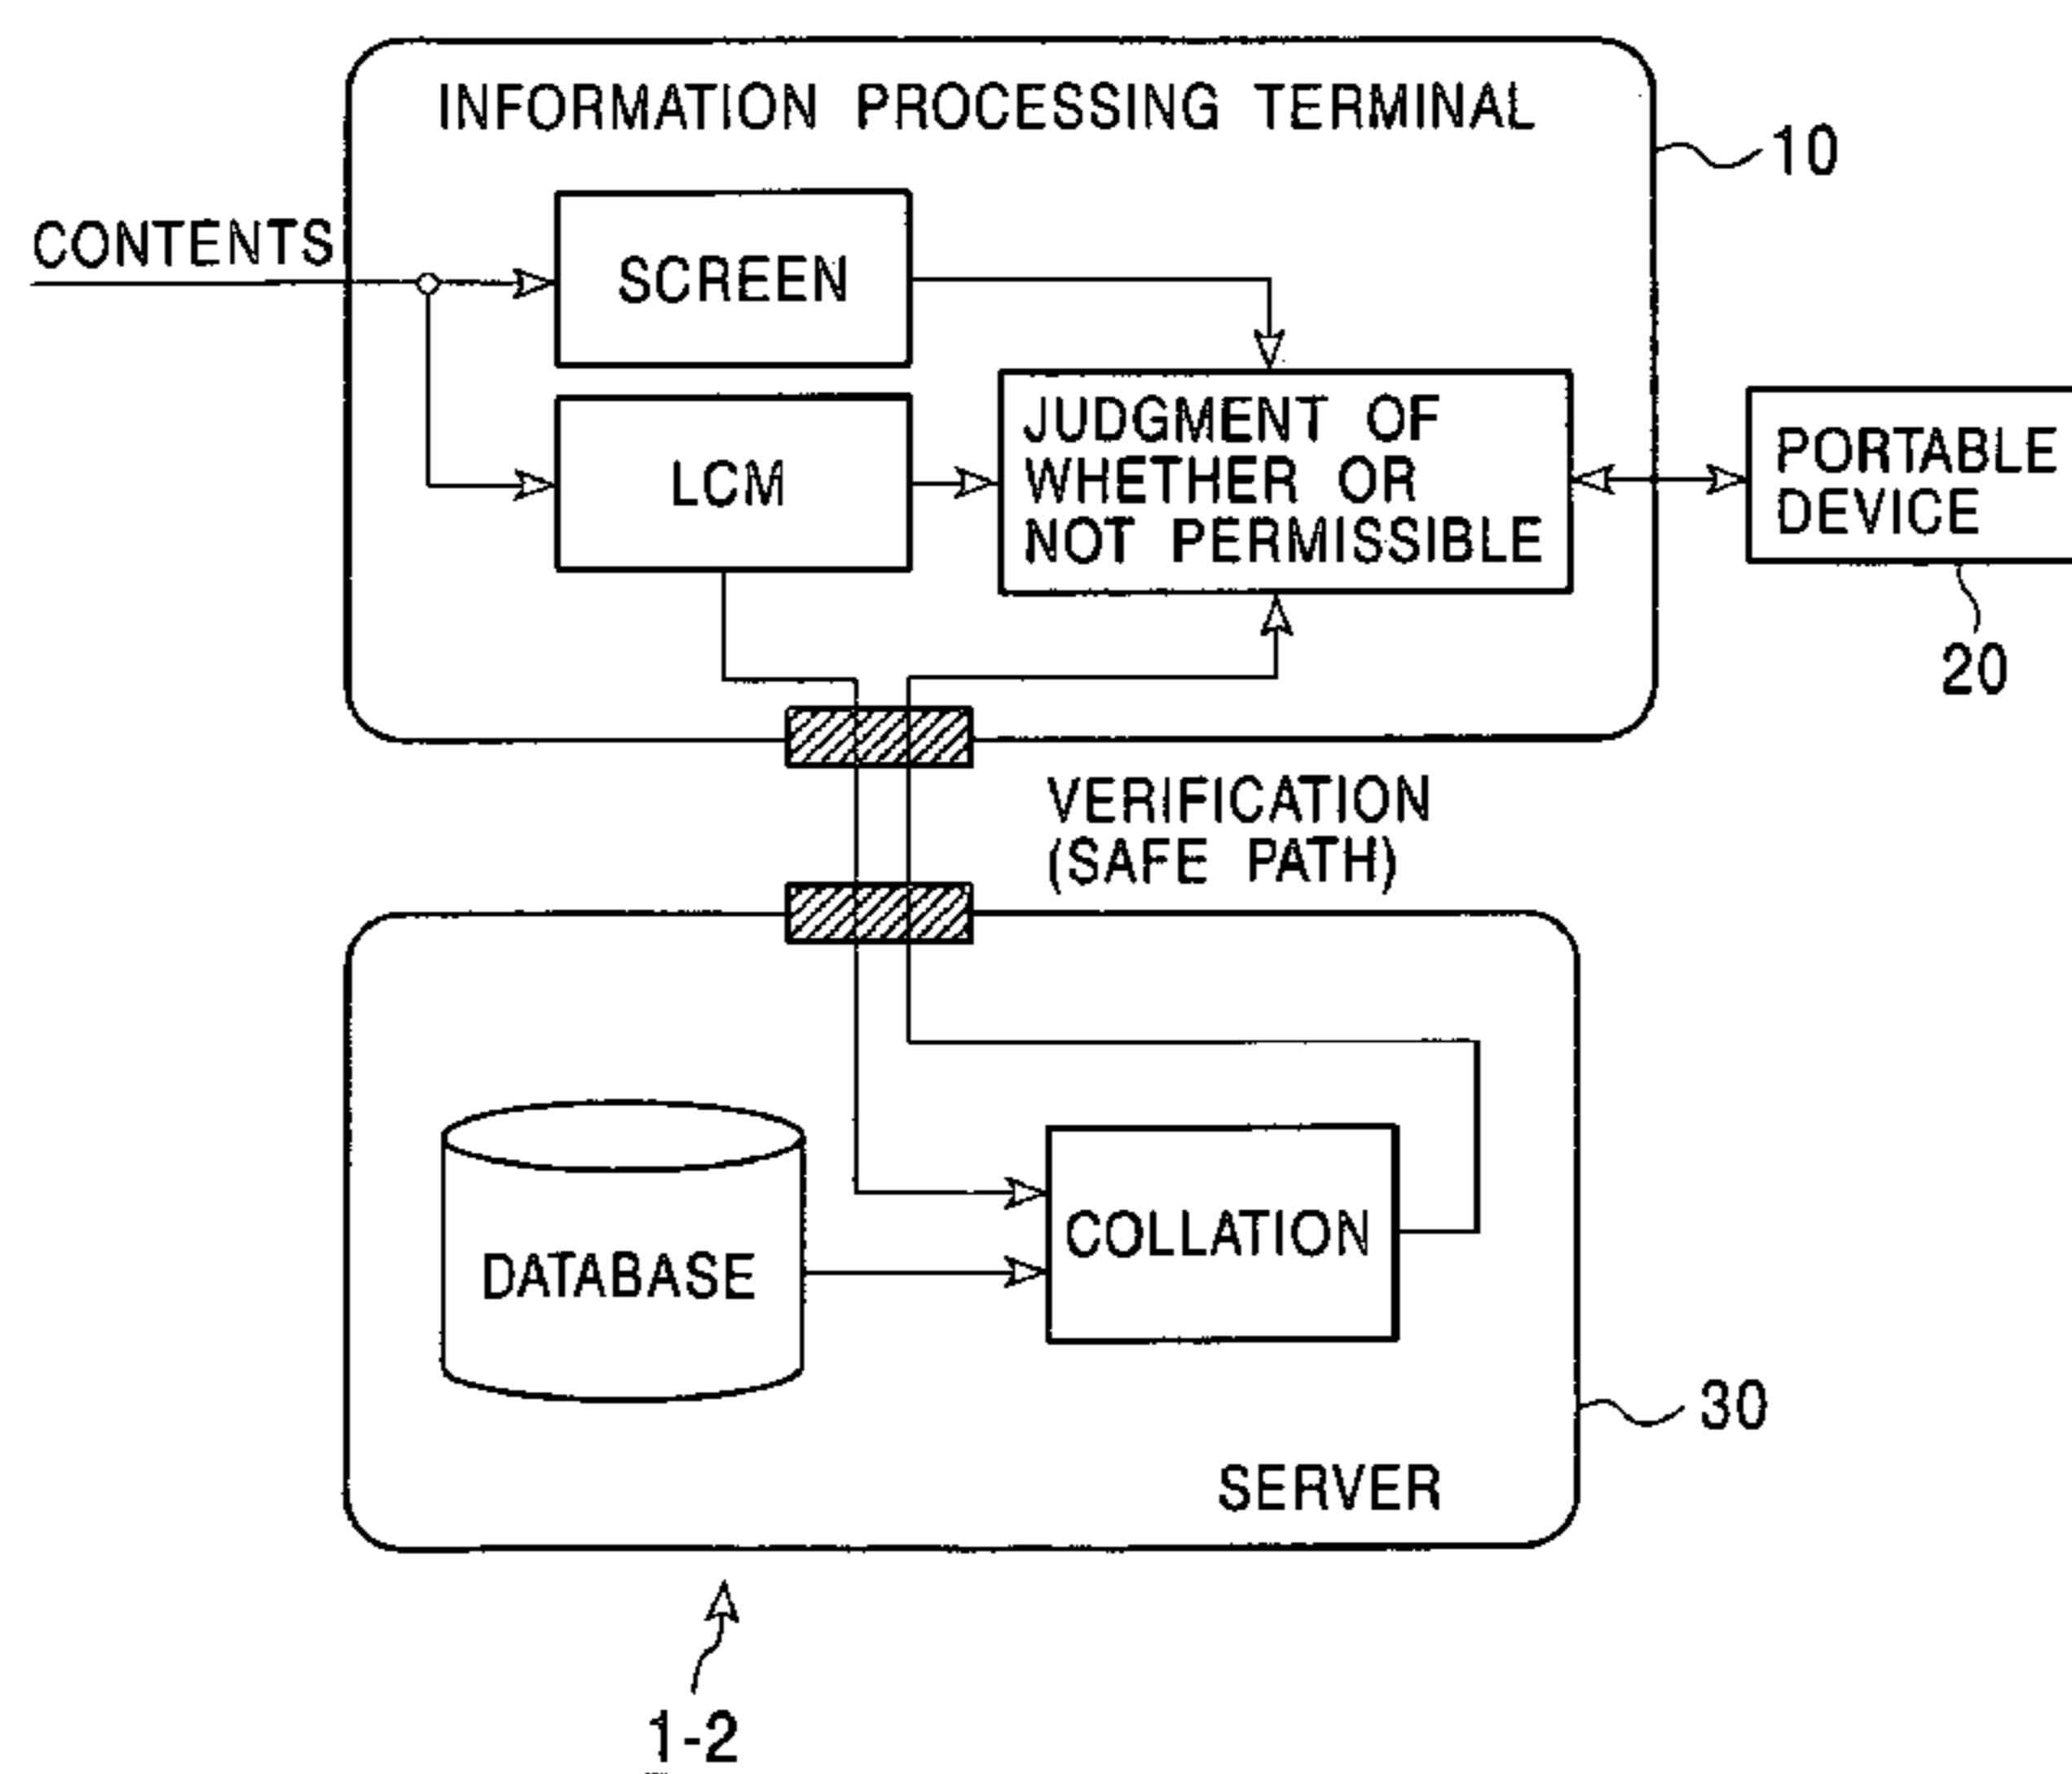 INFORMATION PROCESSING TERMINAL
10
CONTENTS
SCREEN
LCM
JUDGMENT OF
WHETHER OR
NOT PERMISSIBLE
PORTABLE
DEVICE
20
VERIFICATION
(SAFE PATH)
DATABASE
COLLATION
30
SERVER
1-2